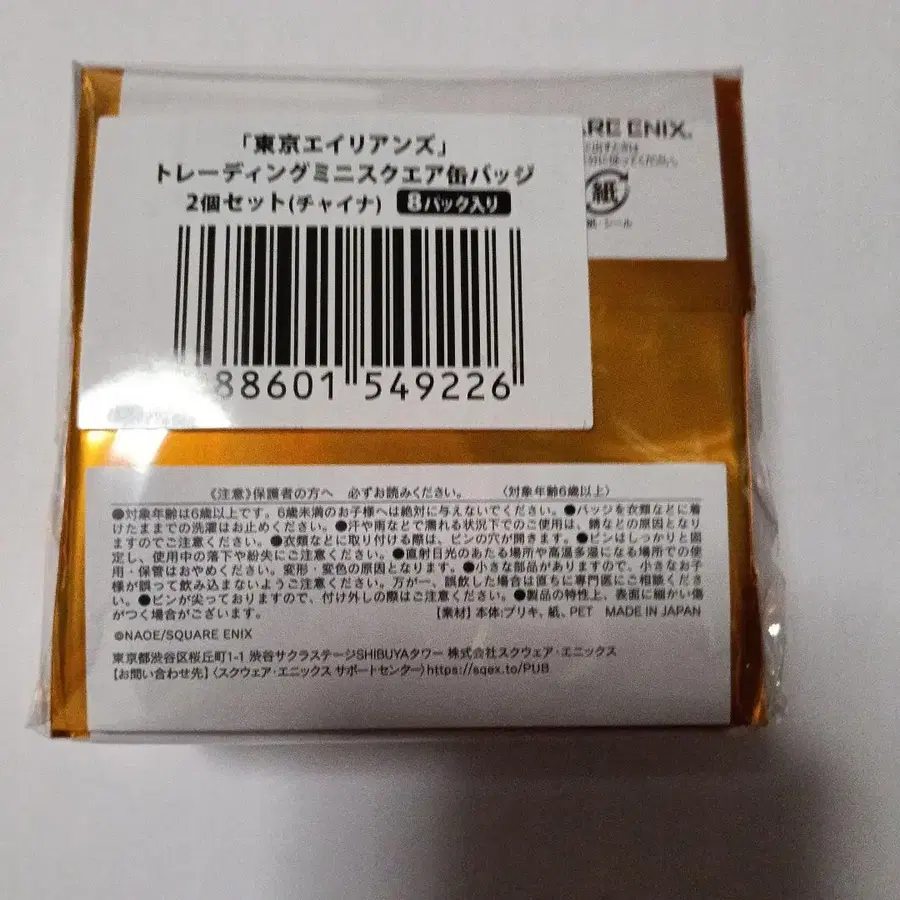 「東京エイリアンズ」
トレーディングミニスクエア缶バッジ
2個セット(チャイナ) 8パック入り
88601 549226
ARE ENIX®
紙
紙・シール
《注意》保護者の方へ 必ずお読みください。 〈対象年齢6歳以上〉
●対象年齢は6歳以上です。6歳未満のお子様へは絶対に与えないでください。●バッジを衣類などに着
けたままでの洗濯はお止めください。●汗や雨などで濡れる状況下でのご使用は、錆などの原因となり
ますのでご注意ください。●衣類などに取り付ける際は、ピンの穴が開きます。●ピンはしっかりと固
定し、使用中の落下や紛失にご注意ください。●直射日光のあたる場所や高温多湿になる場所での使
用・保管はおやめください。変形・変色の原因となります。●小さな部品がありますので、小さなお子
様が誤って飲み込まないようご注意ください。万が一、誤飲した場合は直ちに専門医にご相談くださ
い。●ピンが尖っておりますので、付け外しの際はご注意ください。●製品の特性上、表面に細かい傷
がつく場合がございます。 【素材】本体:ブリキ、紙、PET MADE IN JAPAN
©NAOE/SQUARE ENIX
東京都渋谷区桜丘町1-1 渋谷サクラステージSHIBUYAタワー 株式会社スクウェア・エニックス
【お問い合わせ先】〈スクウェア・エニックス サポートセンター〉https://sqex.to/PUB